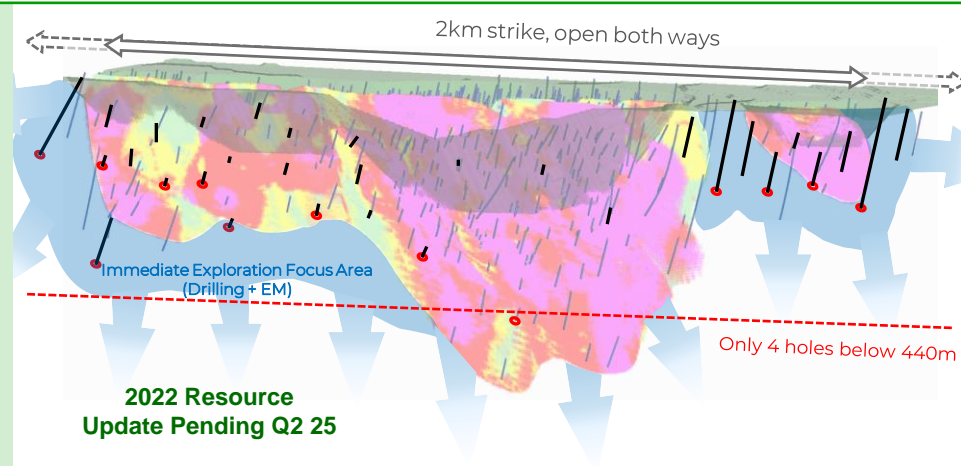 2km strike, open both ways
Immediate Exploration Focus Area
(Drilling + EM)
Only 4 holes below 440m
2022 Resource
Update Pending Q2 25